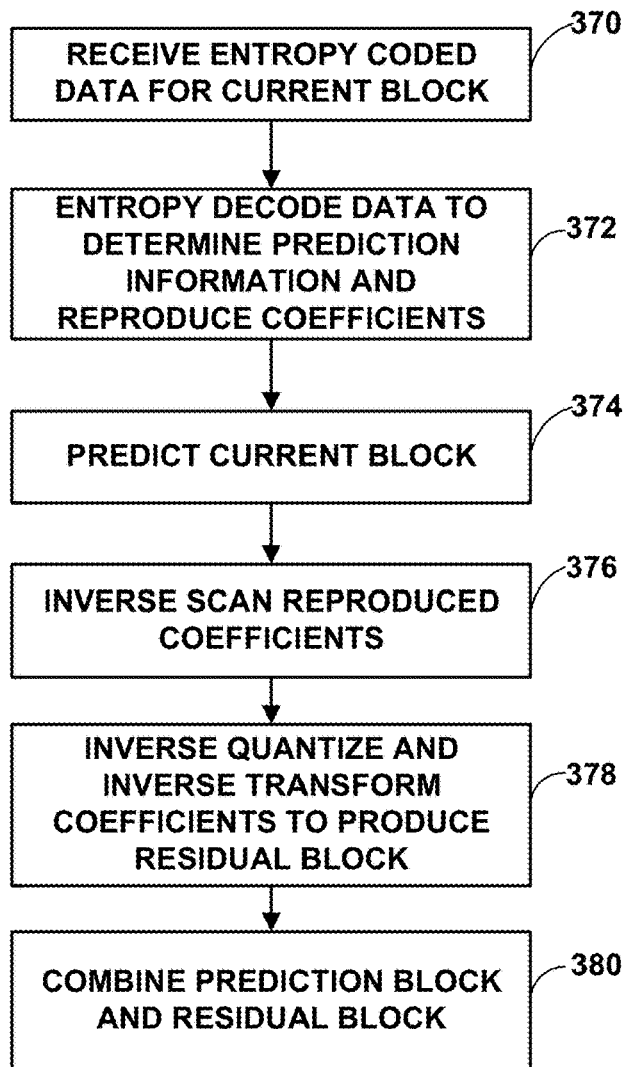 370
RECEIVE ENTROPY CODED
DATA FOR CURRENT BLOCK
372
ENTROPY DECODE DATA TO
DETERMINE PREDICTION
INFORMATION AND
REPRODUCE COEFFICIENTS
374
PREDICT CURRENT BLOCK
376
INVERSE SCAN REPRODUCED
COEFFICIENTS
378
INVERSE QUANTIZE AND
INVERSE TRANSFORM
COEFFICIENTS TO PRODUCE
RESIDUAL BLOCK
380
COMBINE PREDICTION BLOCK
AND RESIDUAL BLOCK